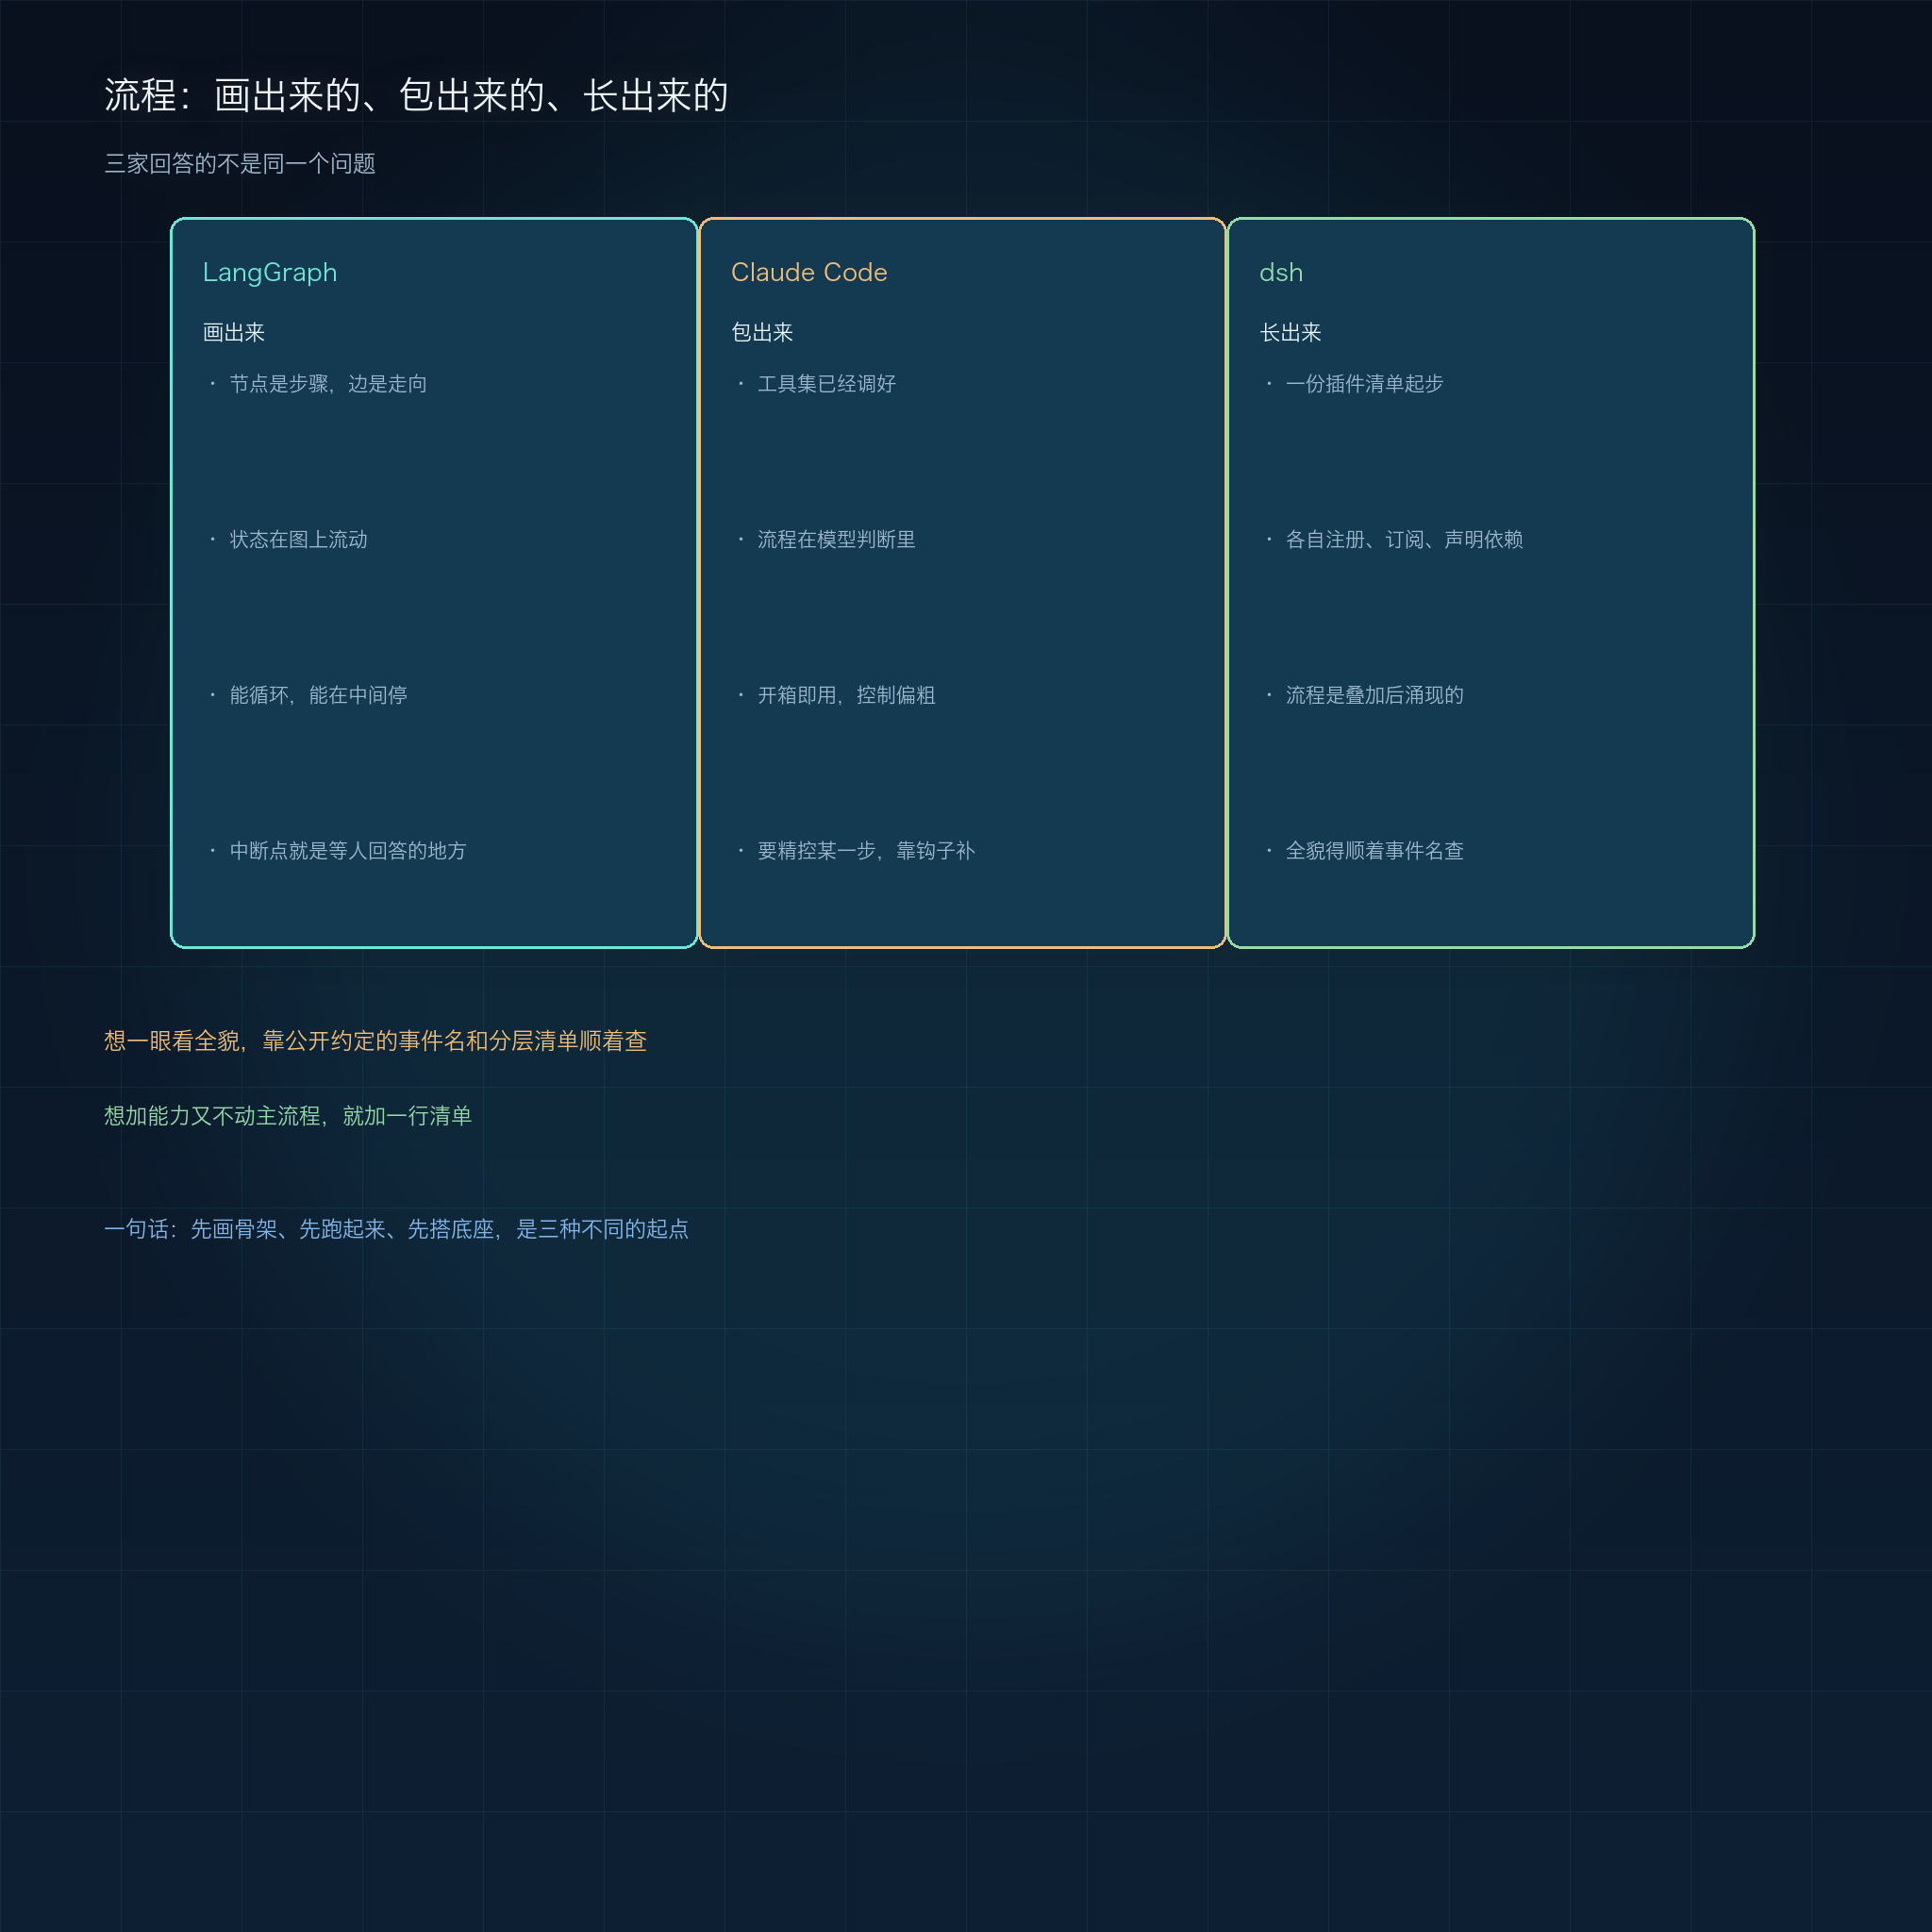 流程：画出来的、包出来的、长出来的
三家回答的不是同一个问题
LangGraph
画出来
· 节点是步骤，边是走向
· 状态在图上流动
· 能循环，能在中间停
· 中断点就是等人回答的地方
Claude Code
包出来
· 工具集已经调好
· 流程在模型判断里
· 开箱即用，控制偏粗
· 要精控某一步，靠钩子补
dsh
长出来
· 一份插件清单起步
· 各自注册、订阅、声明依赖
· 流程是叠加后涌现的
· 全貌得顺着事件名查
想一眼看全貌，靠公开约定的事件名和分层清单顺着查
想加能力又不动主流程，就加一行清单
一句话：先画骨架、先跑起来、先搭底座，是三种不同的起点